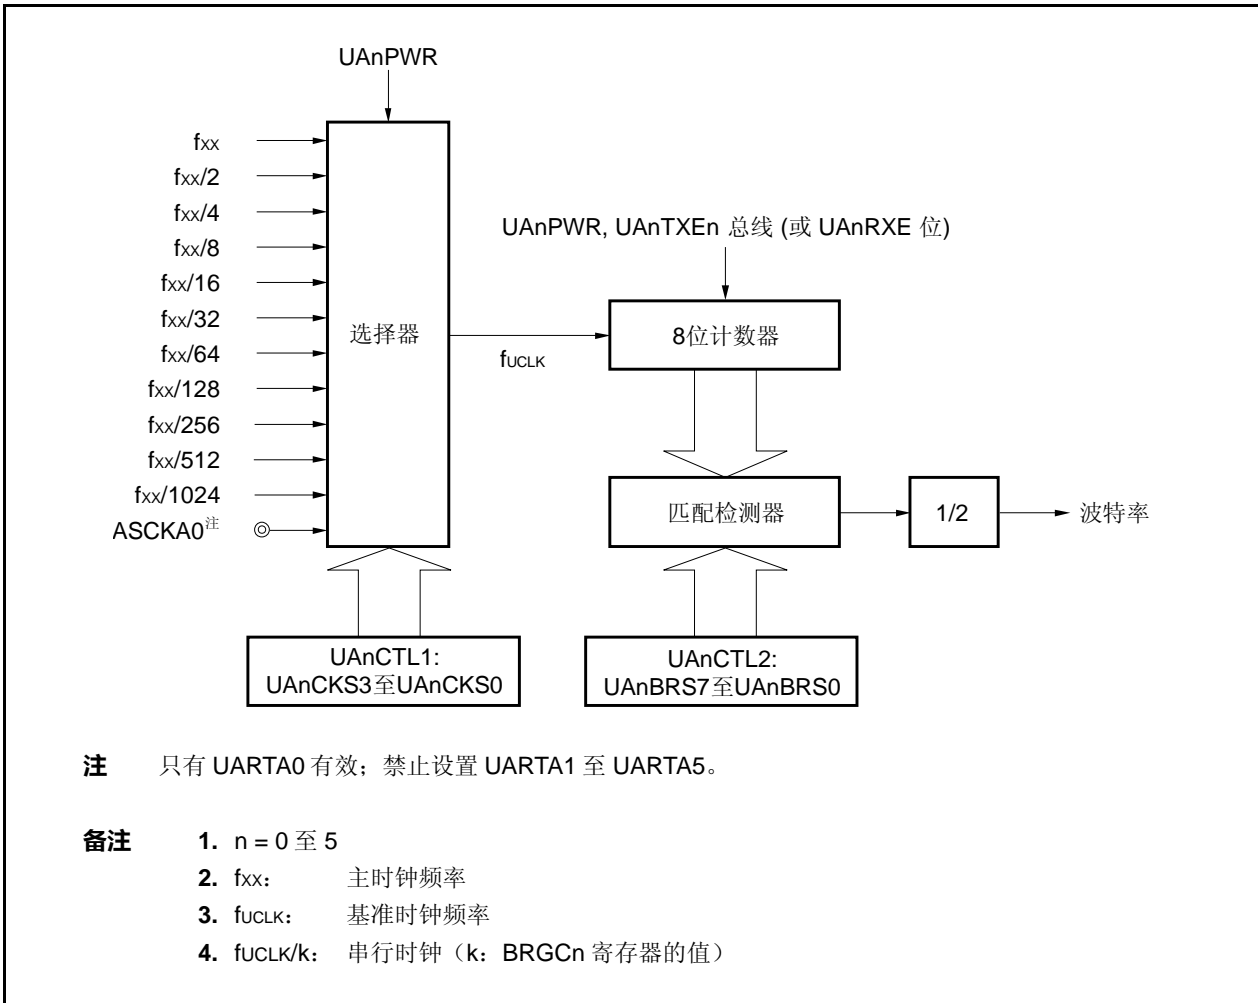 UAnPWR
fxx
fxx/2
fxx/4
fxx/8
fxx/16
fxx/32
fxx/64
fxx/128
fxx/256
fxx/512
fxx/1024
ASCKA0注
选择器
fUCLK
UAnPWR, UAnTXEn 总线 (或 UAnRXE 位)
8位计数器
匹配检测器
1/2
波特率
UAnCTL1:
UAnCKS3至UAnCKS0
UAnCTL2:
UAnBRS7至UAnBRS0
注 只有 UARTA0 有效；禁止设置 UARTA1 至 UARTA5。
备注 1. n = 0 至 5
2. fxx： 主时钟频率
3. fUCLK： 基准时钟频率
4. fUCLK/k： 串行时钟（k：BRGCn 寄存器的值）